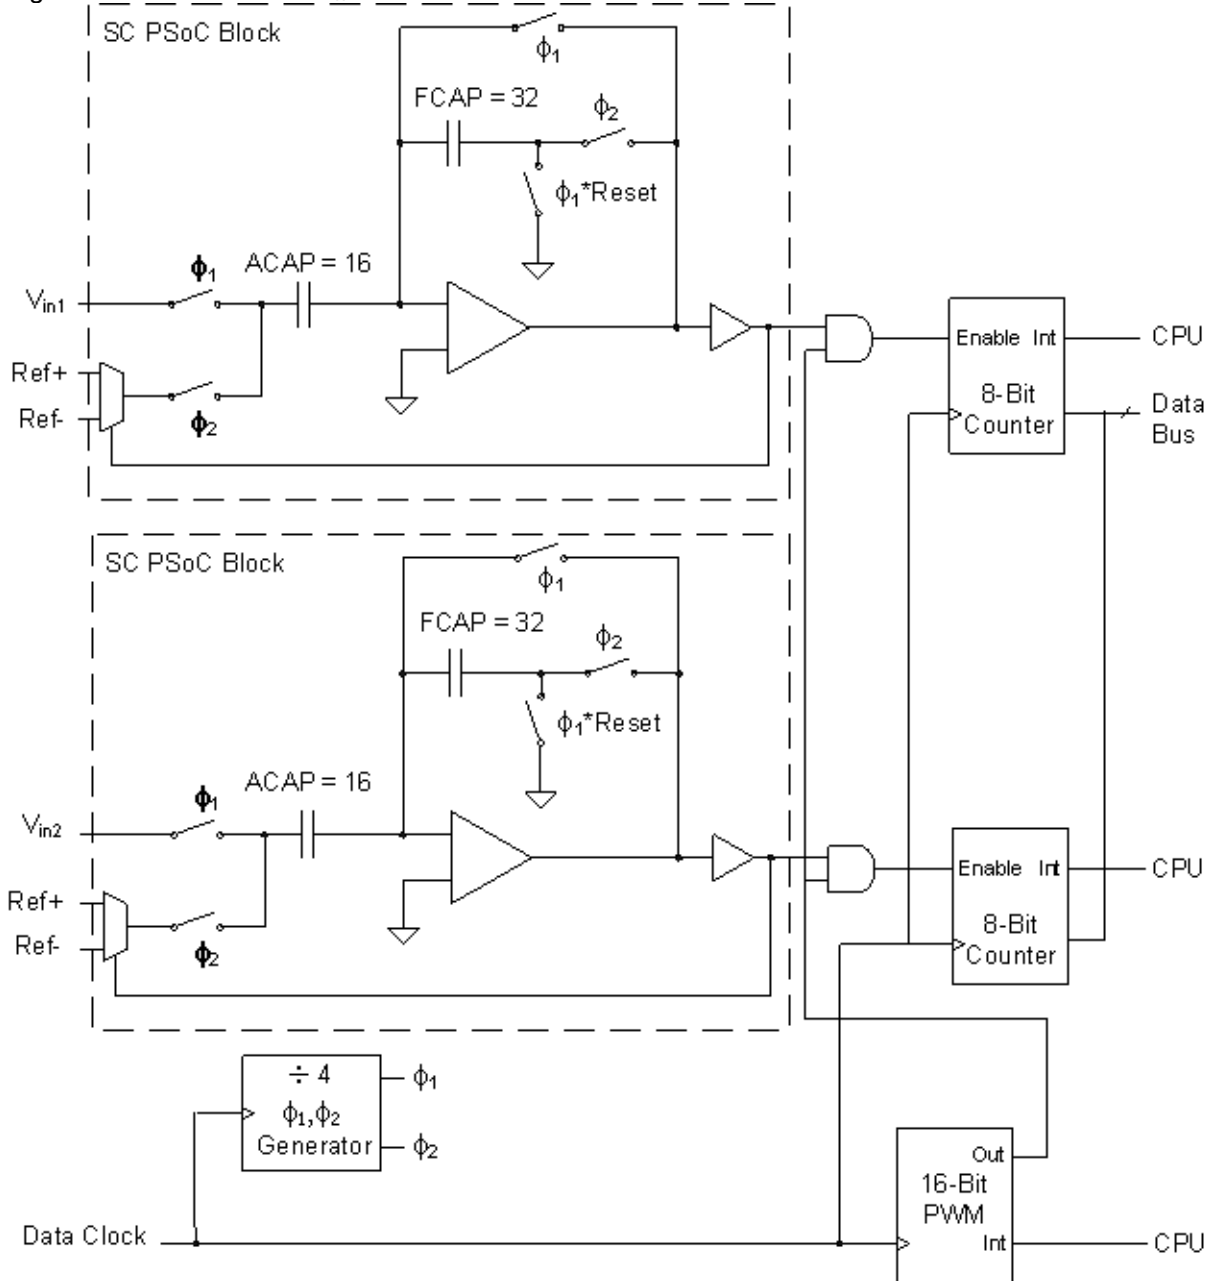 SC PSoC Block
ϕ1
FCAP = 32
ϕ2
ϕ1*Reset
ACAP = 16
ϕ1
Vin1
Ref+
Ref-
ϕ2
Enable Int
8-Bit
Counter
CPU
Data
Bus
SC PSoC Block
ϕ1
FCAP = 32
ϕ2
ϕ1*Reset
ACAP = 16
ϕ1
Vin2
Ref+
Ref-
ϕ2
Enable Int
8-Bit
Counter
CPU
÷ 4
ϕ1,ϕ2
Generator
ϕ1
ϕ2
Data Clock
Out
16-Bit
PWM
Int
CPU